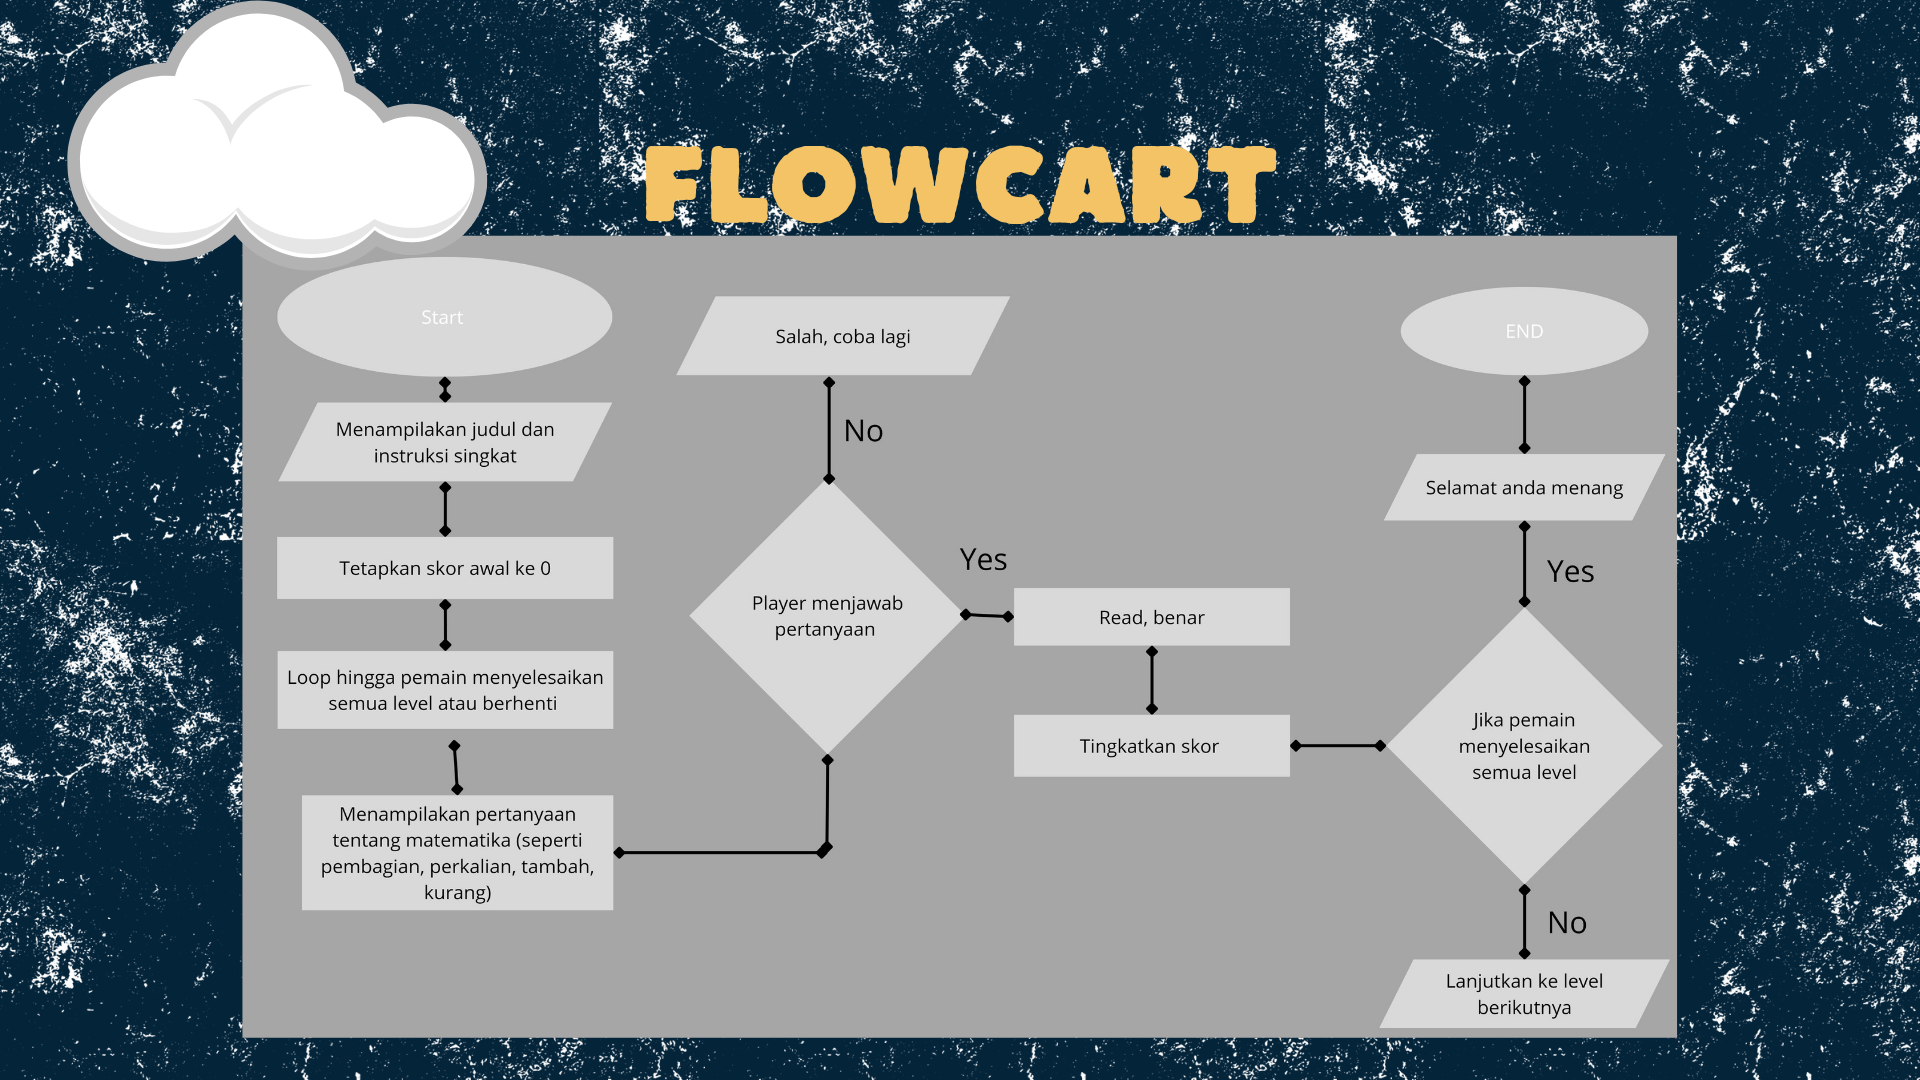 FLOWCART
Start
Menampilakan judul dan
instruksi singkat
Tetapkan skor awal ke 0
Loop hingga pemain menyelesaikan
semua level atau berhenti
Menampilakan pertanyaan
tentang matematika (seperti
pembagian, perkalian, tambah,
kurang)
Salah, coba lagi
No
Player menjawab
pertanyaan
Yes
Read, benar
Tingkatkan skor
END
Selamat anda menang
Yes
Jika pemain
menyelesaikan
semua level
No
Lanjutkan ke level
berikutnya